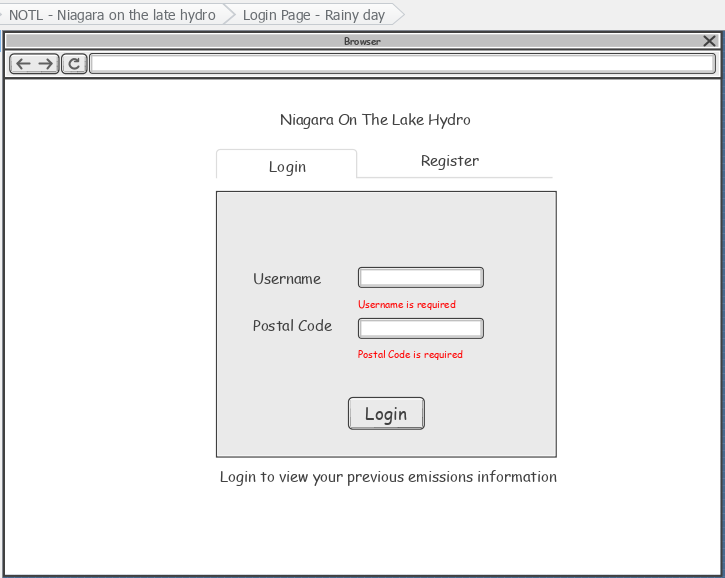 NOTL - Niagara on the late hydro Login Page - Rainy day
Browser
Niagara On The Lake Hydro
Login Register
Username
Username is required
Postal Code
Postal Code is required
Login
Login to view your previous emissions information